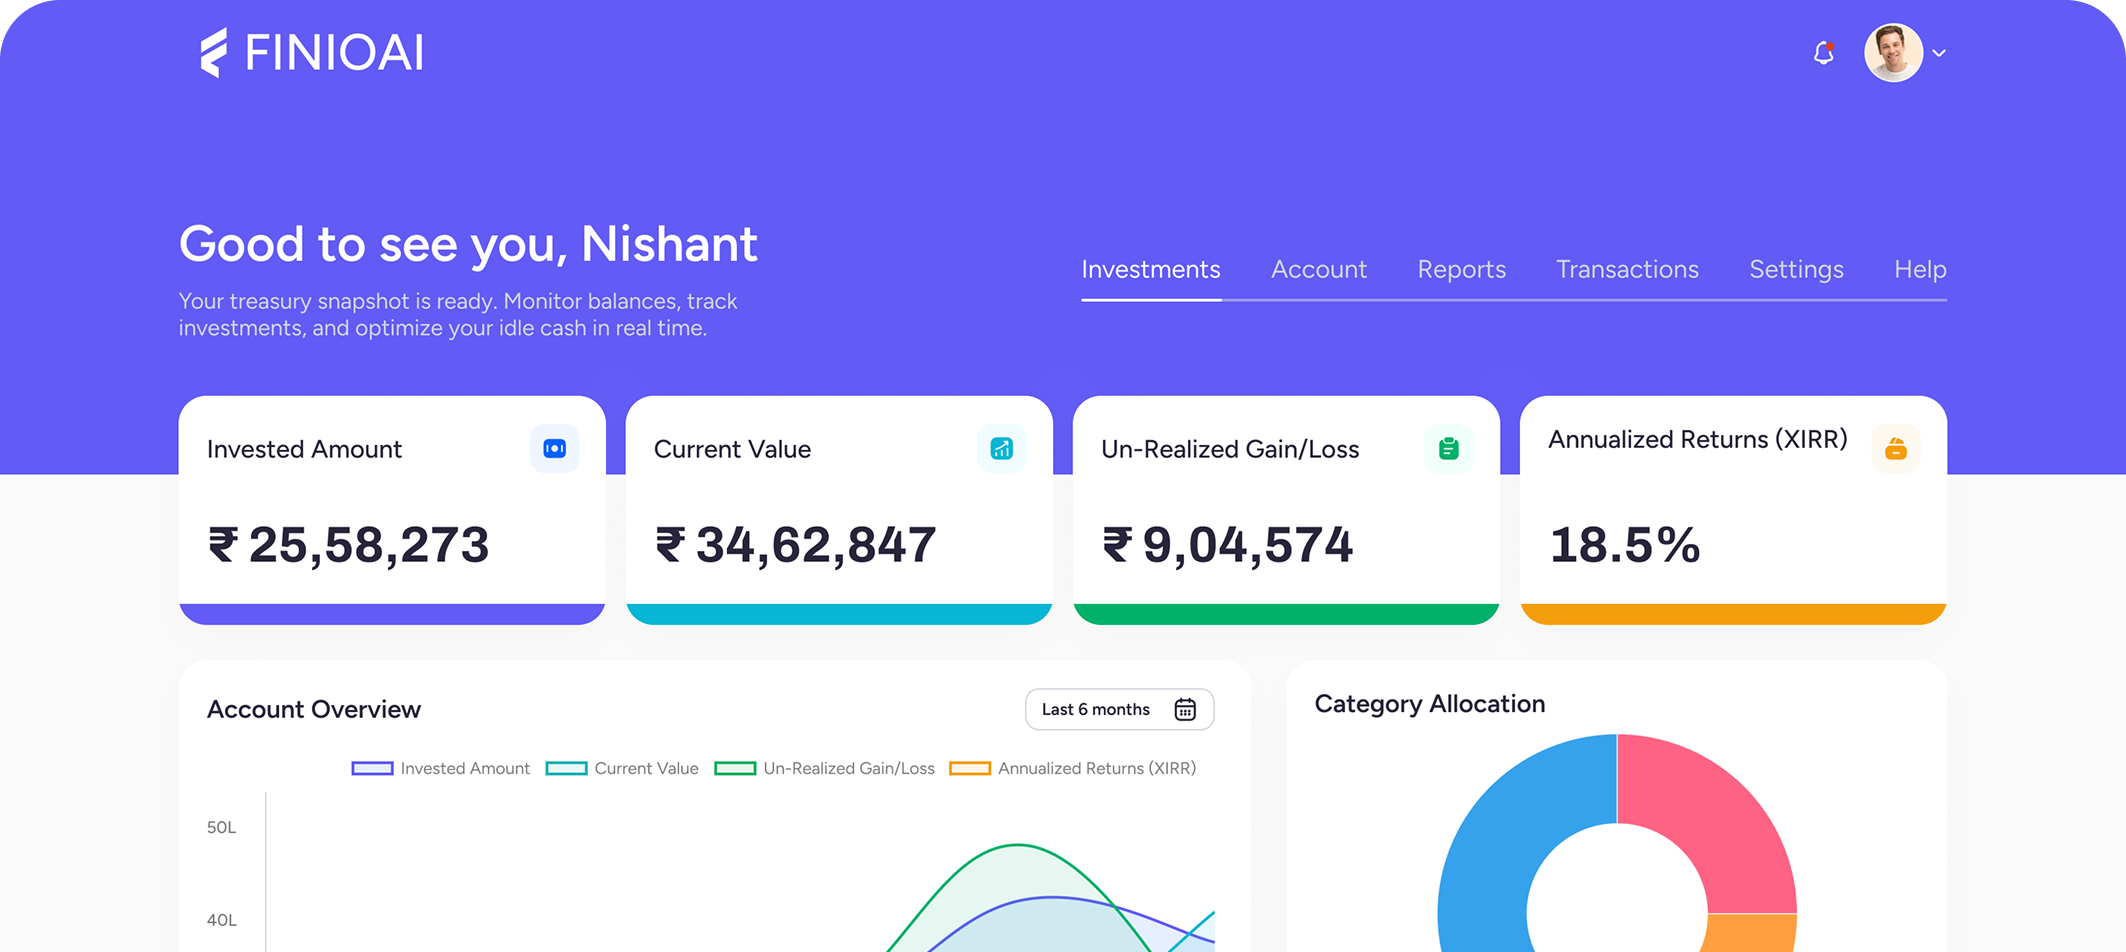 FINIOAI
Good to see you, Nishant
Your treasury snapshot is ready. Monitor balances, track
investments, and optimize your idle cash in real time.
Investments Account Reports Transactions Settings Help
Invested Amount
₹ 25,58,273
Current Value
₹ 34,62,847
Un-Realized Gain/Loss
₹ 9,04,574
Annualized Returns (XIRR)
18.5%
Account Overview
Last 6 months
Invested Amount Current Value Un-Realized Gain/Loss Annualized Returns (XIRR)
50L
40L
Category Allocation